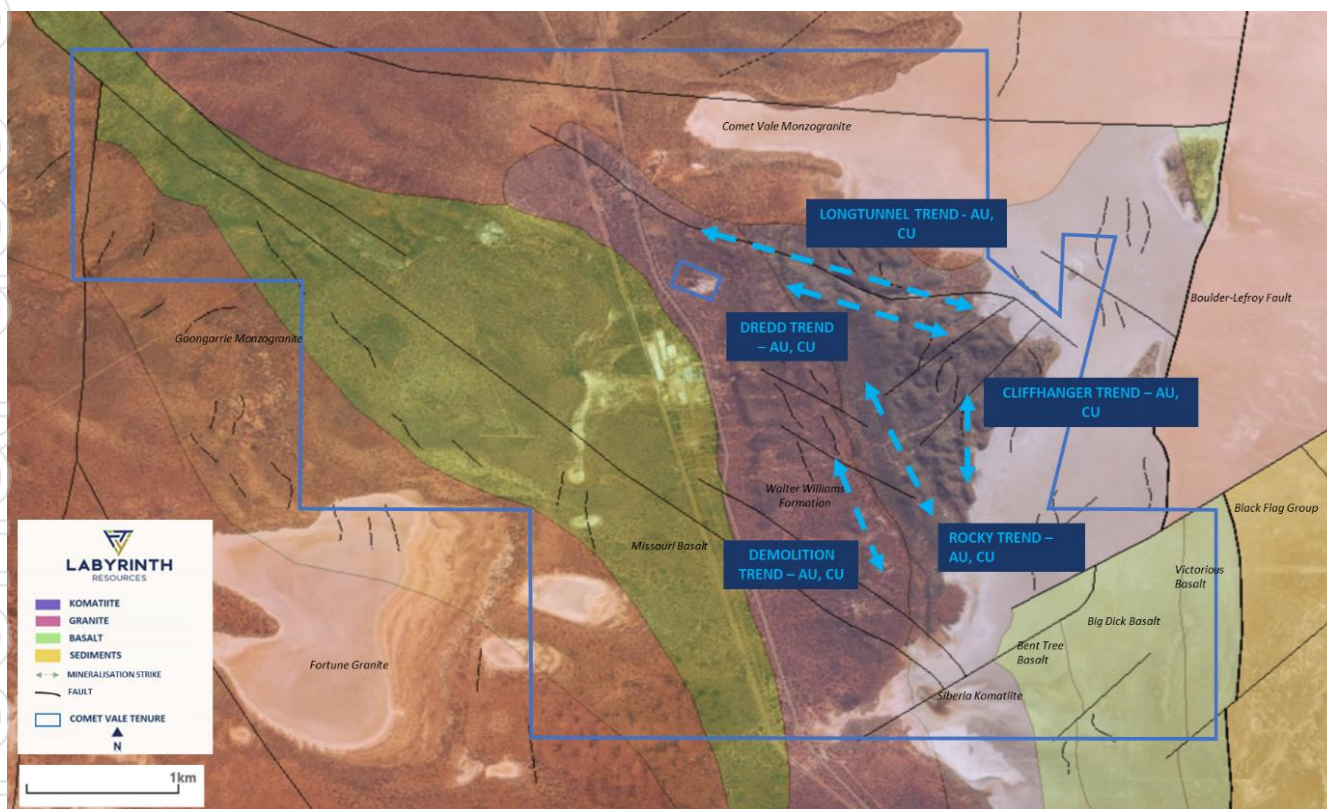 Comet Vale Monzogranite
LONGTUNNEL TREND - AU,
CU
Boulder-Lefroy Fault
DREDD TREND
– AU, CU
Goongarrie Monzogranite
CLIFFHANGER TREND – AU,
CU
Walter Williams
Formation
Black Flag Group
Missouri Basalt
DEMOLITION
TREND – AU, CU
ROCKY TREND –
AU, CU
Victorious
Basalt
Big Dick Basalt
Bent Tree
Basalt
Fortune Granite
Siberia Komatiite
LABYRINTH
RESOURCES
KOMATIITE
GRANITE
BASALT
SEDIMENTS
MINERALISATION STRIKE
FAULT
COMET VALE TENURE
N
1km